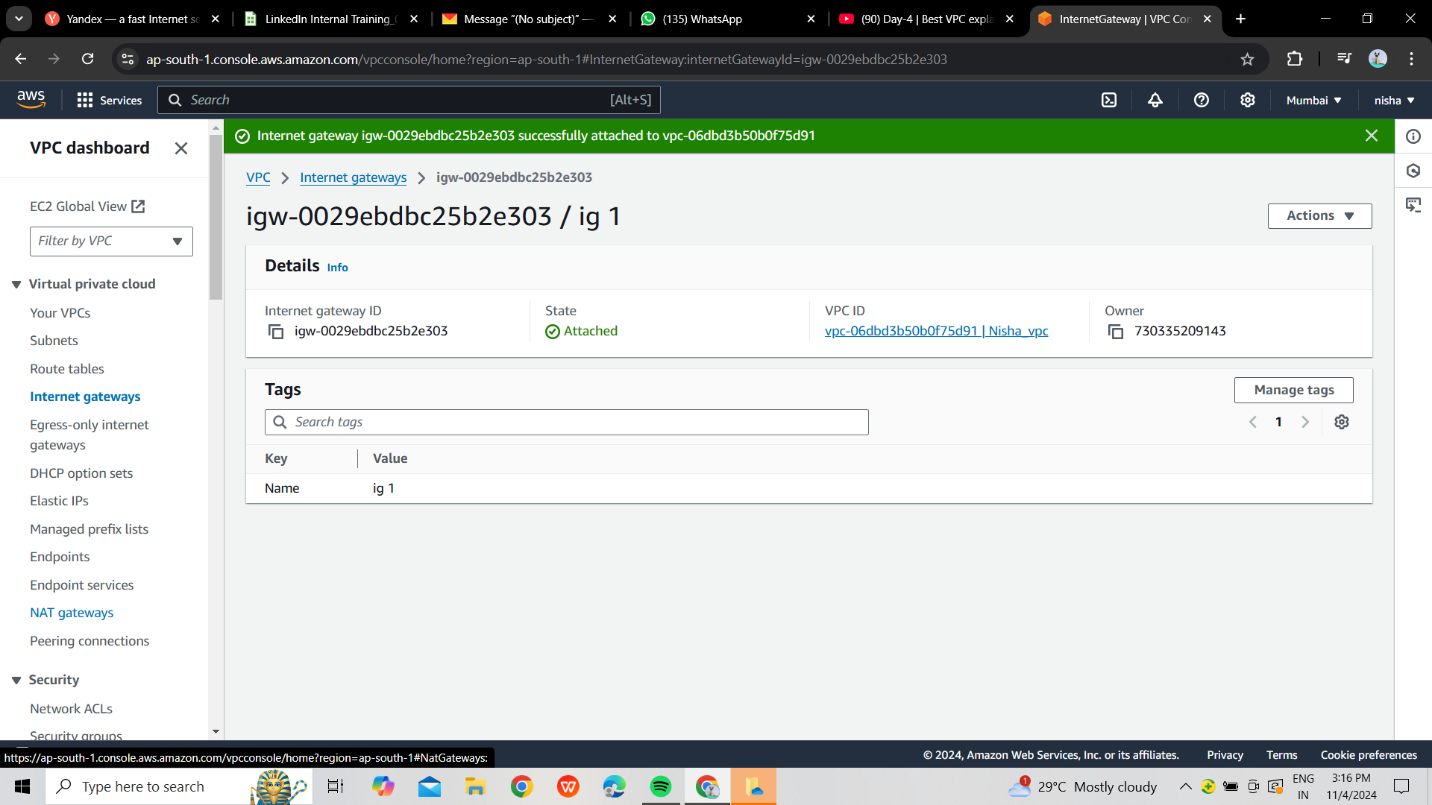 Yandex — a fast Internet se
LinkedIn Internal Training_
Message “(No subject)” —
(135) WhatsApp
(90) Day-4 | Best VPC expla
InternetGateway | VPC Con
ap-south-1.console.aws.amazon.com/vpcconsole/home?region=ap-south-1#InternetGateway:internetGatewayId=igw-0029ebdbc25b2e303
aws
Services
Search
[Alt+S]
Mumbai
nisha
VPC dashboard
EC2 Global View
Filter by VPC
Virtual private cloud
Your VPCs
Subnets
Route tables
Internet gateways
Egress-only internet
gateways
DHCP option sets
Elastic IPs
Managed prefix lists
Endpoints
Endpoint services
NAT gateways
Peering connections
Security
Network ACLs
Security groups
Internet gateway igw-0029ebdbc25b2e303 successfully attached to vpc-06dbd3b50b0f75d91
VPC
Internet gateways
igw-0029ebdbc25b2e303
igw-0029ebdbc25b2e303 / ig 1
Actions
Details Info
Internet gateway ID
igw-0029ebdbc25b2e303
State
Attached
VPC ID
vpc-06dbd3b50b0f75d91 | Nisha_vpc
Owner
730335209143
Tags
Manage tags
Search tags
1
Key
Value
Name
ig 1
https://ap-south-1.console.aws.amazon.com/vpcconsole/home?region=ap-south-1#NatGateways:
© 2024, Amazon Web Services, Inc. or its affiliates.
Privacy
Terms
Cookie preferences
Type here to search
1
29°C Mostly cloudy
ENG
IN
3:16 PM
11/4/2024